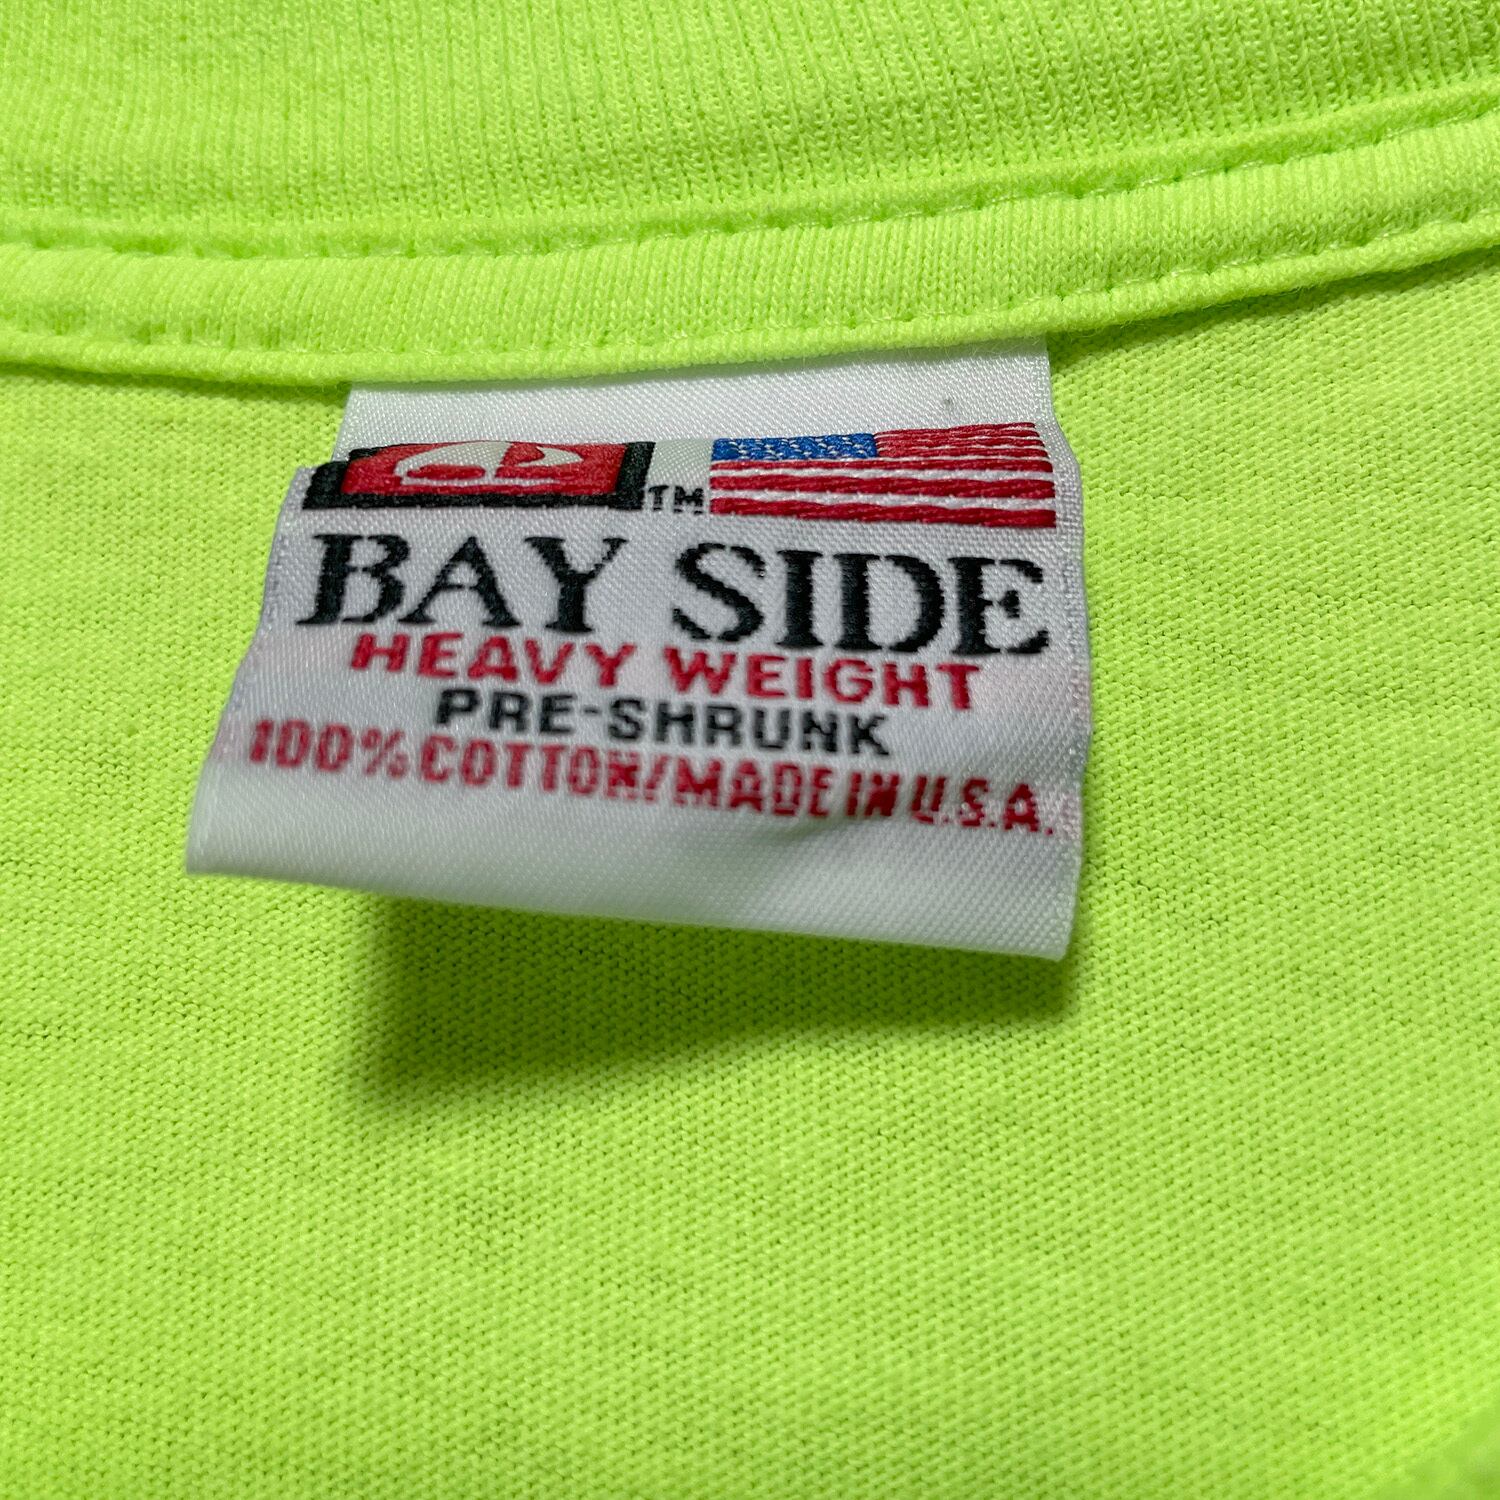 TM
BAY SIDE
HEAVY WEIGHT
PRE-SHRUNK
100% COTTON/MADE IN U.S.A.